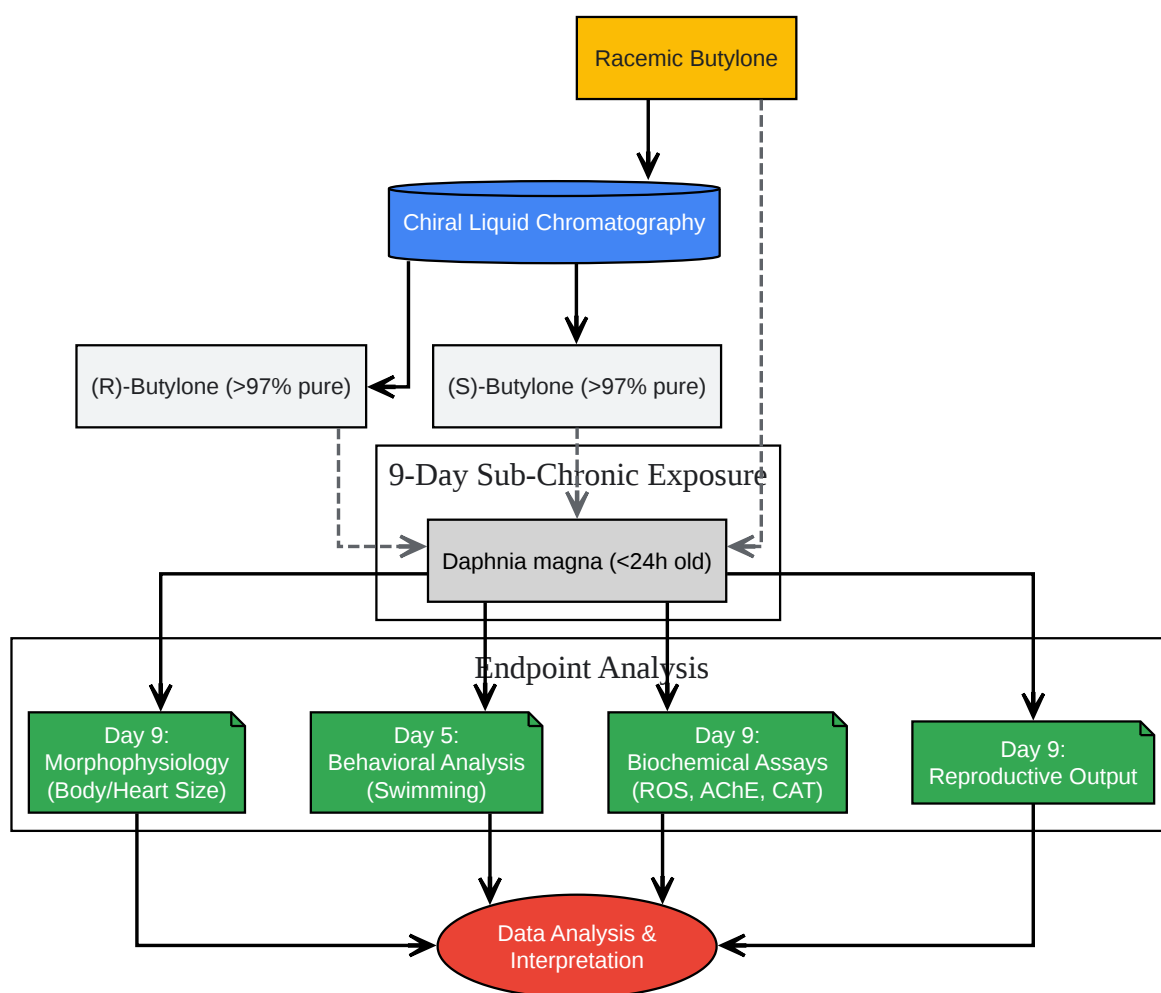 Racemic Butylone
Chiral Liquid Chromatography
(R)-Butylone (>97% pure)
(S)-Butylone (>97% pure)
9-Day Sub-Chronic Exposure
Daphnia magna (<24h old)
Endpoint Analysis
Day 9:
Morphophysiology
(Body/Heart Size)
Day 5:
Behavioral Analysis
(Swimming)
Day 9:
Biochemical Assays
(ROS, AChE, CAT)
Day 9:
Reproductive Output
Data Analysis &
Interpretation